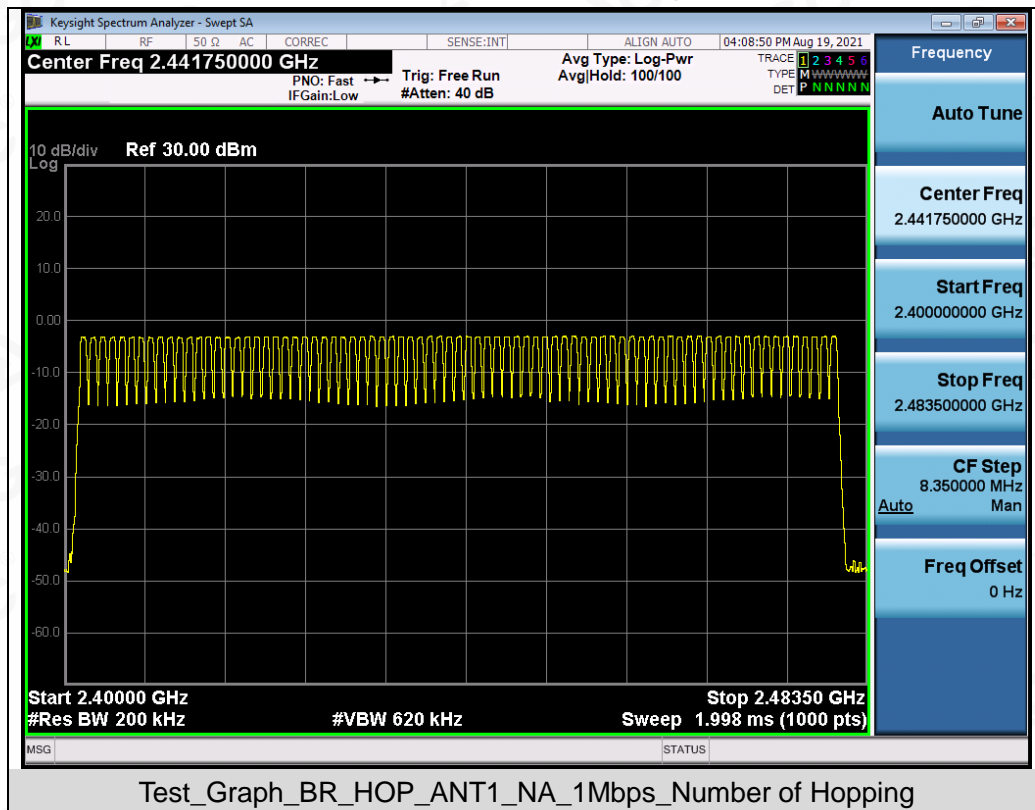 Keysight Spectrum Analyzer - Swept SA
LXI RL RF 50 Ω AC CORREC SENSE:INT ALIGN AUTO 04:08:50 PM Aug 19, 2021
Center Freq 2.441750000 GHz
PNO: Fast
IFGain:Low
Trig: Free Run
#Atten: 40 dB
Avg Type: Log-Pwr
Avg|Hold: 100/100
TRACE 1 2 3 4 5 6
TYPE M WWWWW
DET P N N N N N
10 dB/div Ref 30.00 dBm
Log
20.0
10.0
0.00
-10.0
-20.0
-30.0
-40.0
-50.0
-60.0
Start 2.40000 GHz Stop 2.48350 GHz
#Res BW 200 kHz #VBW 620 kHz Sweep 1.998 ms (1000 pts)
MSG STATUS
Frequency
Auto Tune
Center Freq
2.441750000 GHz
Start Freq
2.400000000 GHz
Stop Freq
2.483500000 GHz
CF Step
8.350000 MHz
Auto Man
Freq Offset
0 Hz
Test_Graph_BR_HOP_ANT1_NA_1Mbps_Number of Hopping